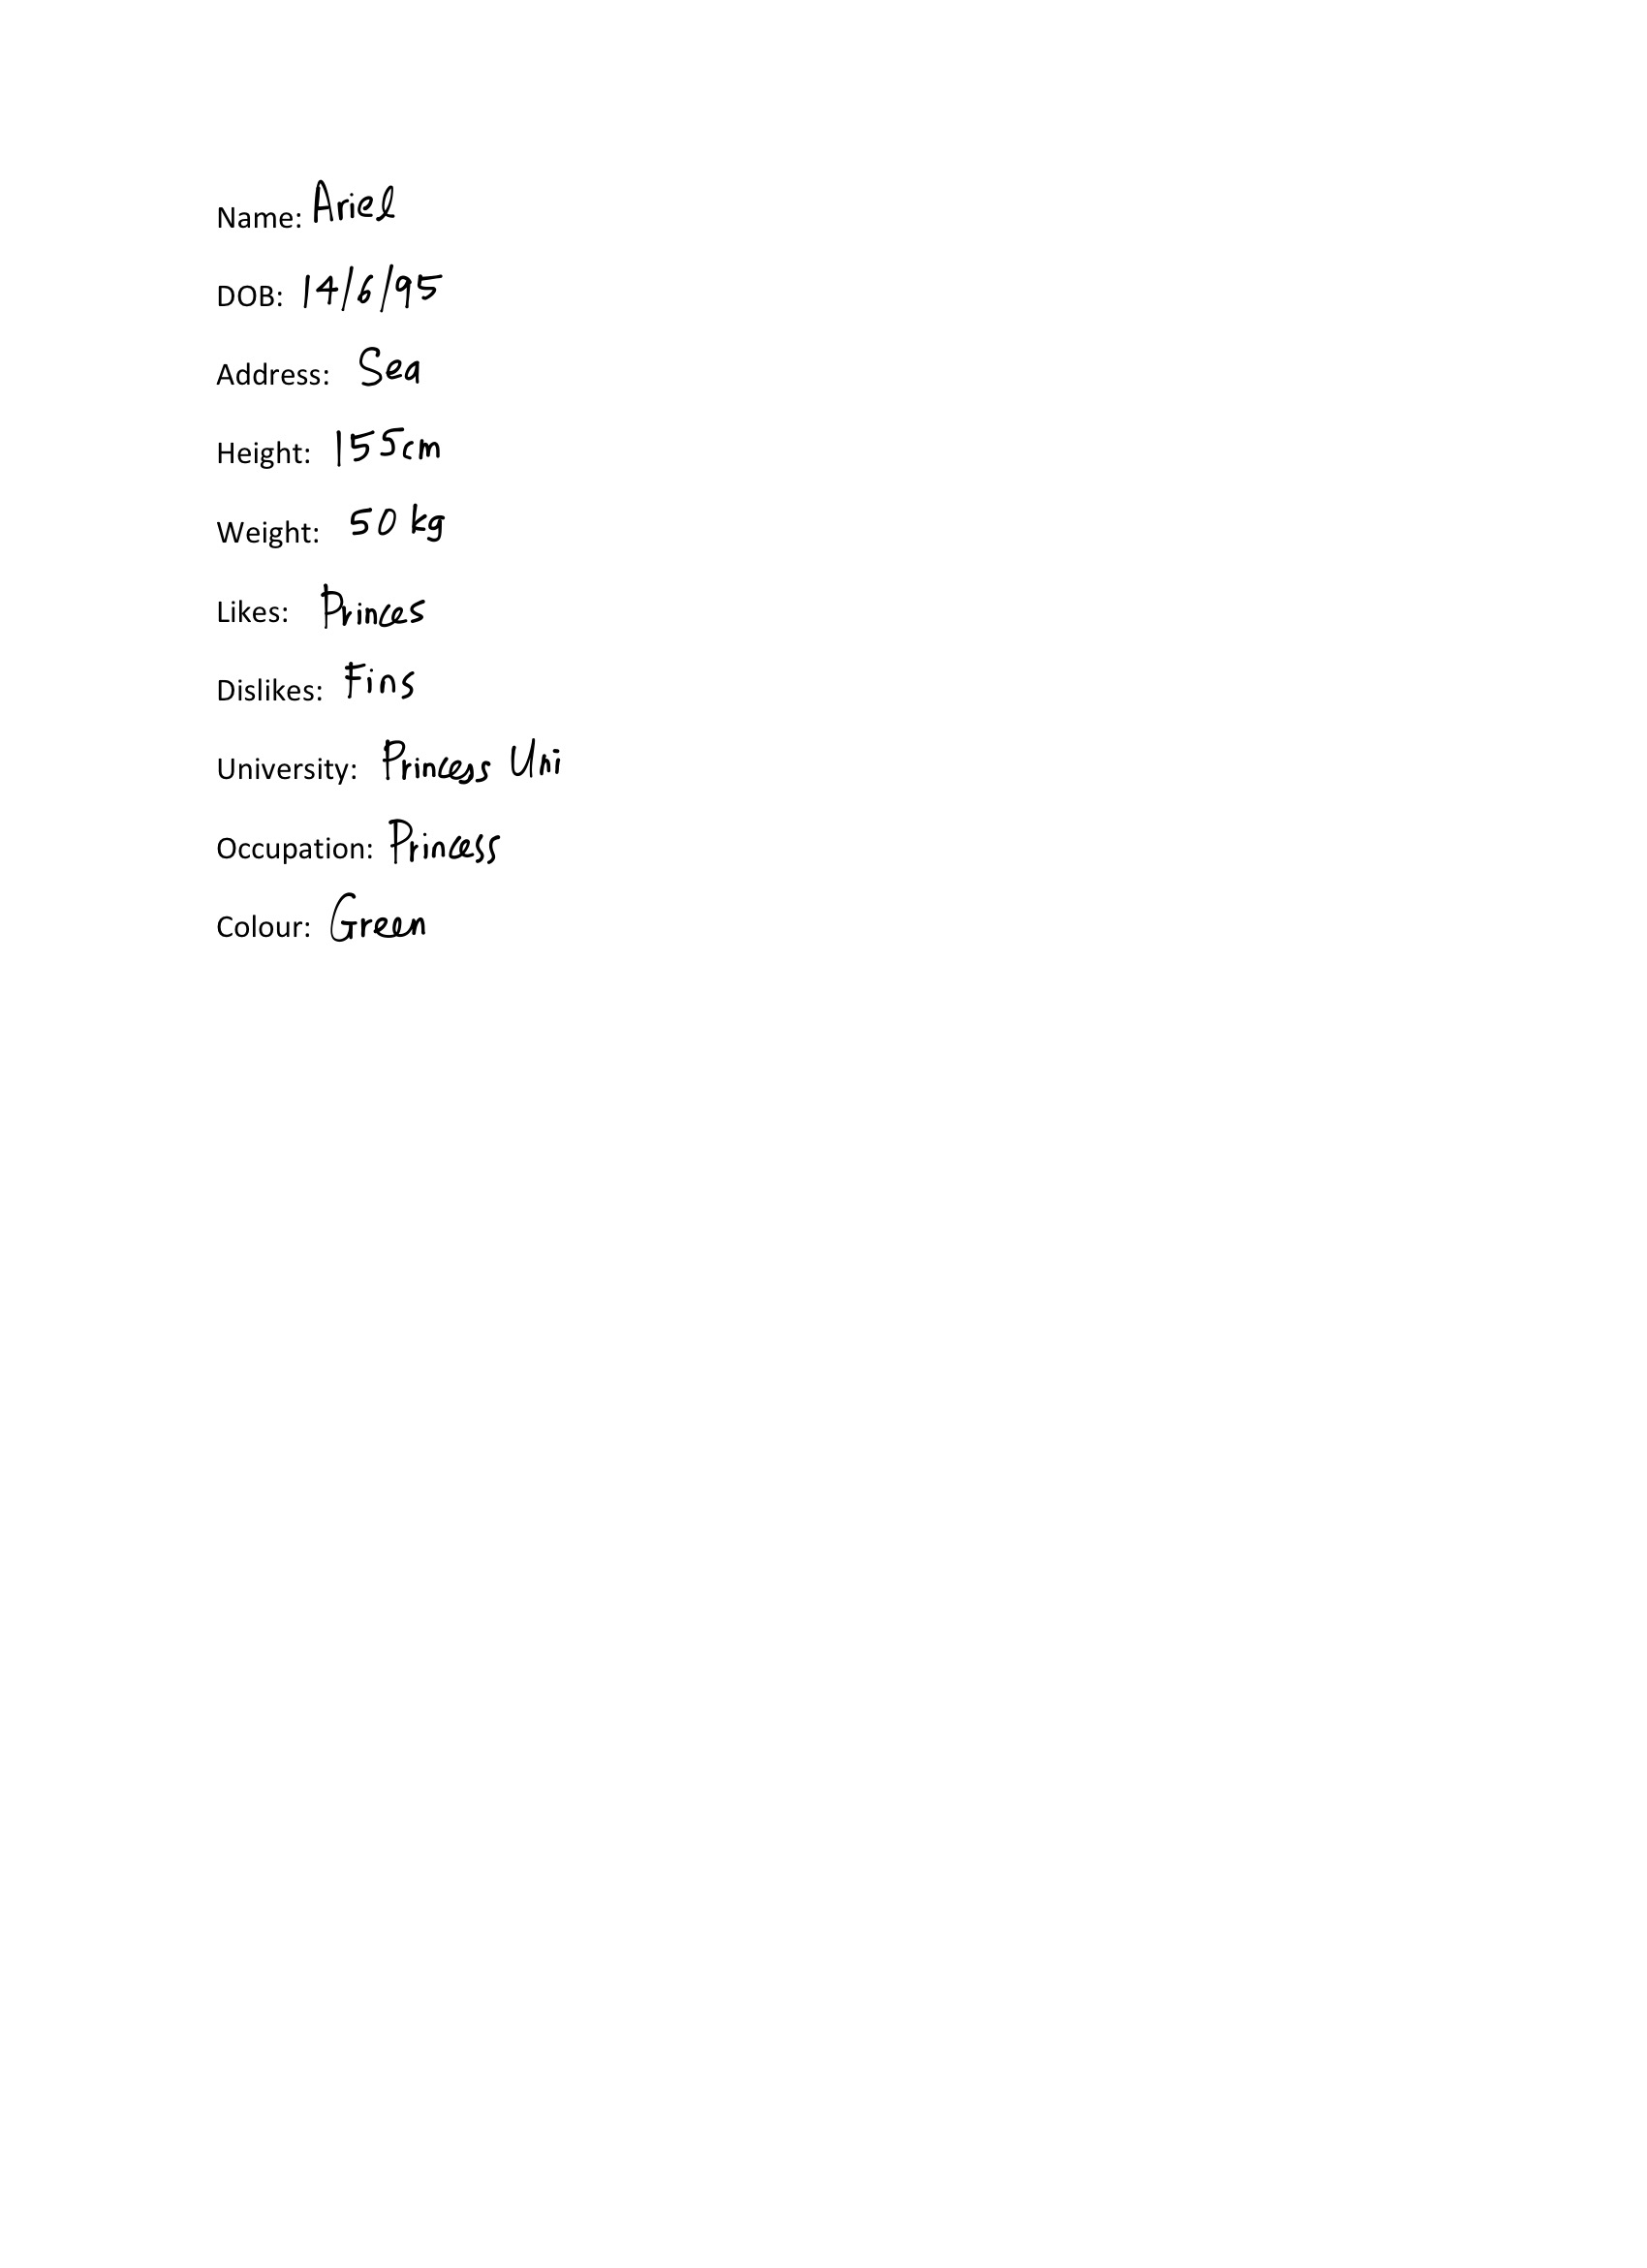 Name: Ariel
DOB: 14/6/95
Address: Sea
Height: 155cm
Weight: 50 kg
Likes: Princes
Dislikes: Fins
University: Princess Uni
Occupation: Princess
Colour: Green